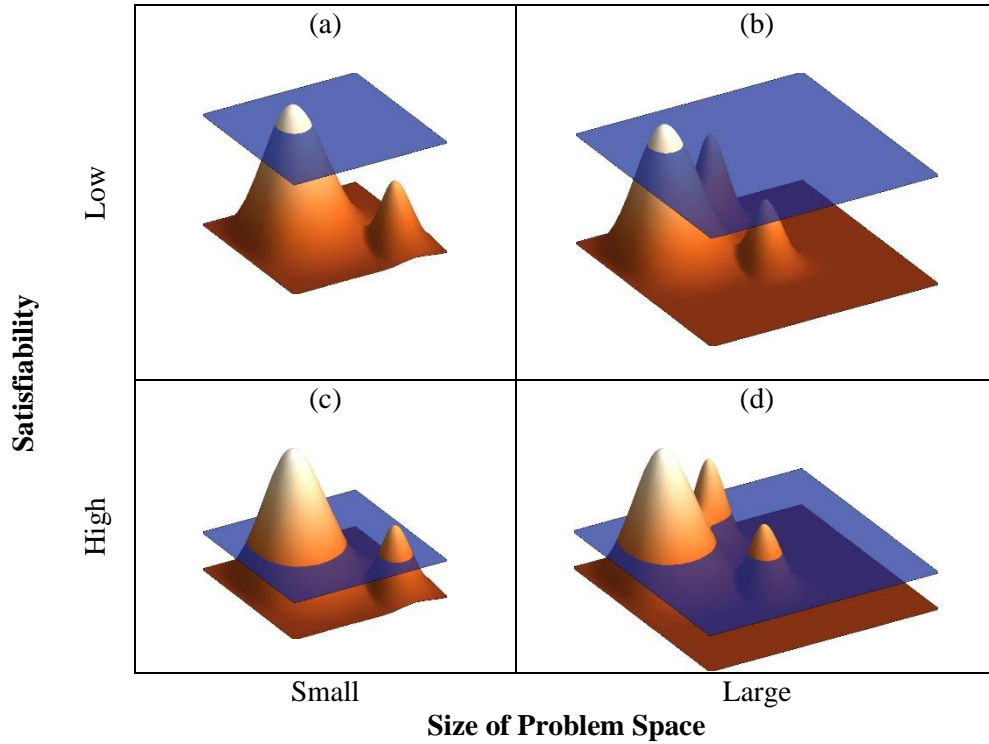 (a)
(b)
Low
(c)
(d)
High
Satisfiability
Small
Large
Size of Problem Space